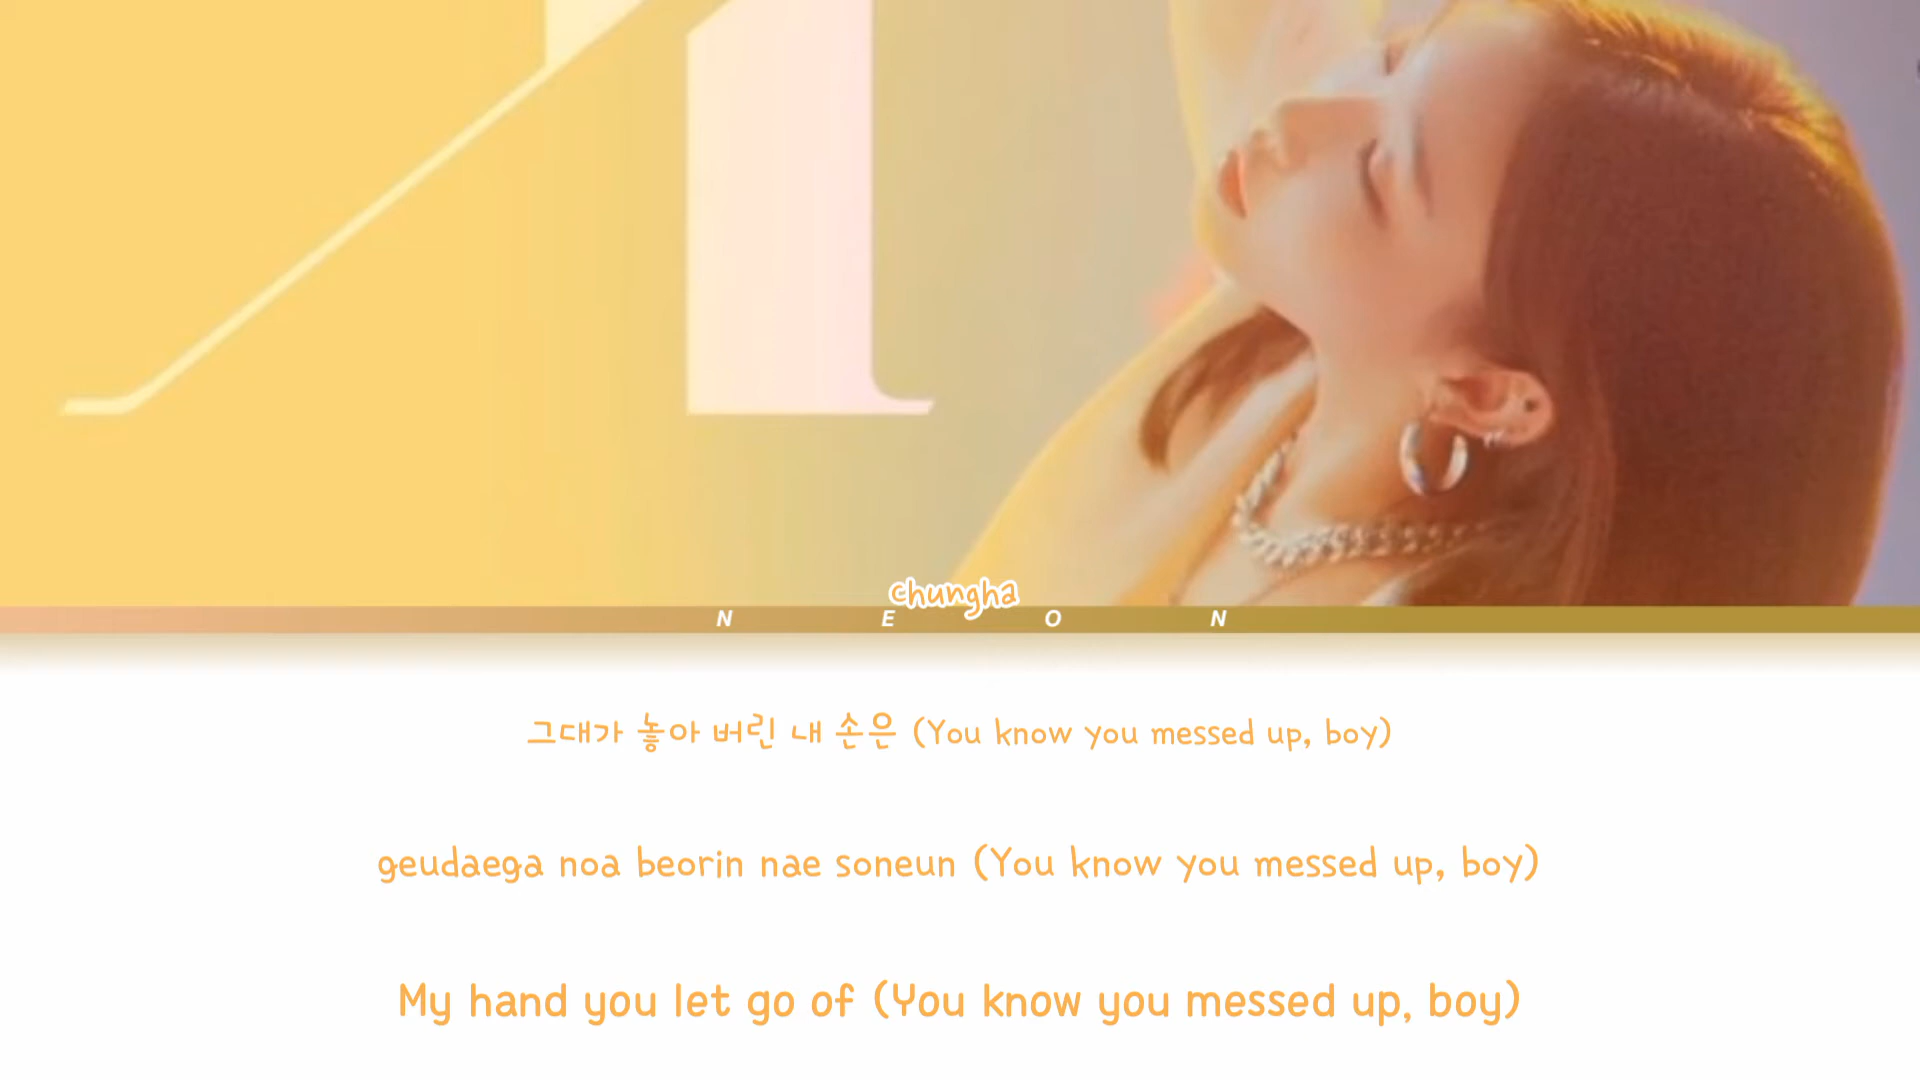 chungha
N E O N
그대가 놓아 버린 내 손은 (You know you messed up, boy)
geudaega noa beorin nae soneun (You know you messed up, boy)
My hand you let go of (You know you messed up, boy)